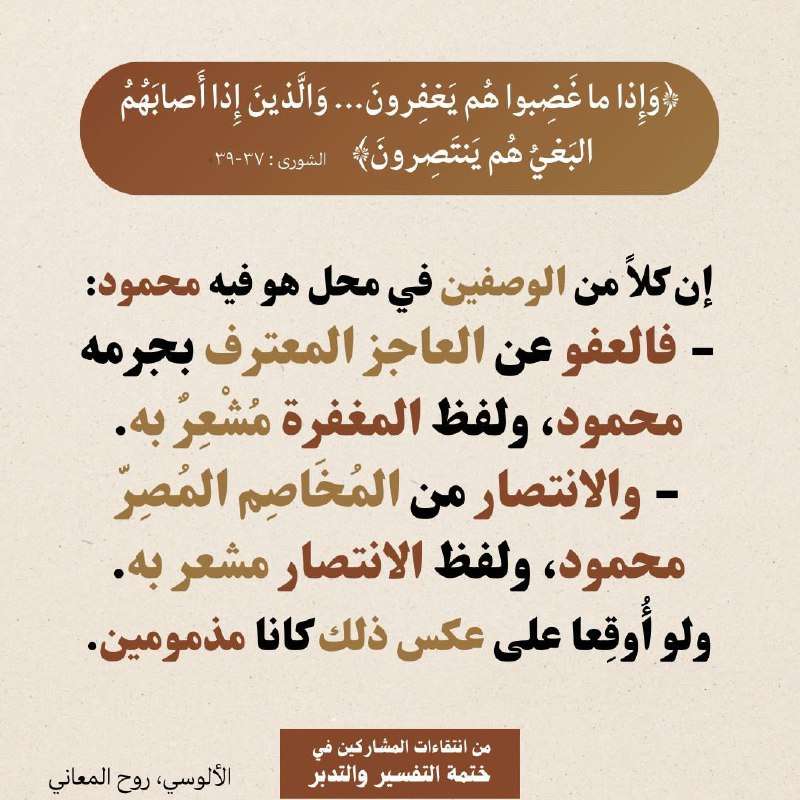 ﴿وَإِذا ما غَضِبوا هُم يَغفِرونَ... وَالَّذينَ إِذا أَصابَهُمُ
البَغيُ هُم يَنتَصِرونَ﴾ الشورى : ٣٧-٣٩
إن كلاً من الوصفين في محل هو فيه محمود:
- فالعفو عن العاجز المعترف بجرمه
محمود، ولفظ المغفرة مُشْعِرٌ به.
- والانتصار من المُخَاصِم المُصِرّ
محمود، ولفظ الانتصار مشعر به.
ولو أُوقِعا على عكس ذلك كانا مذمومين.
من انتقاءات المشاركين في
ختمة التفسير والتدبر
الألوسي، روح المعاني